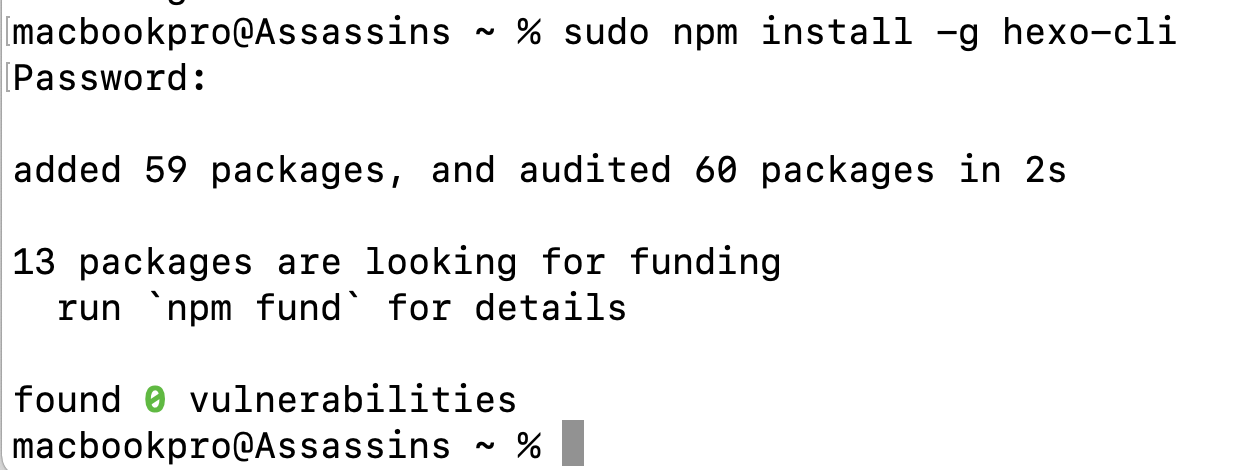 macbookpro@Assassins ~ % sudo npm install -g hexo-cli
Password:
added 59 packages, and audited 60 packages in 2s
13 packages are looking for funding
  run `npm fund` for details
found 0 vulnerabilities
macbookpro@Assassins ~ %